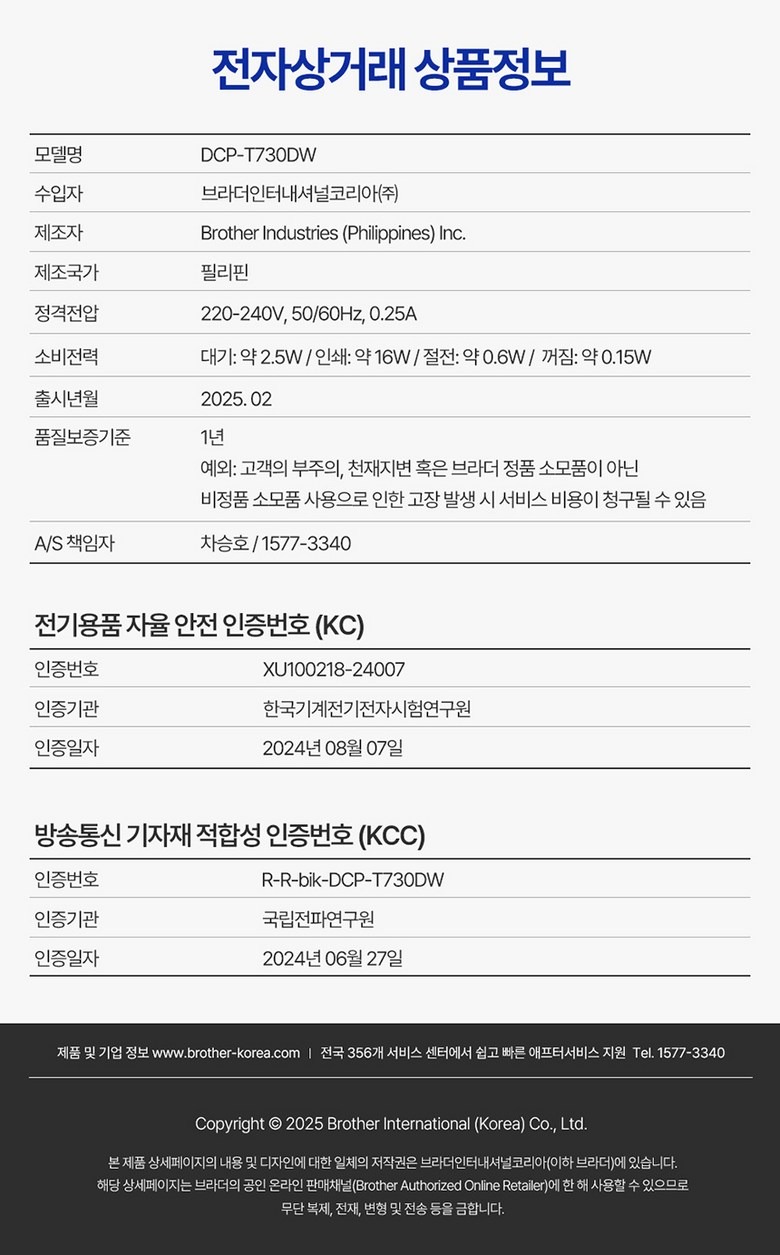 전자상거래 상품정보
모델명 DCP-T730DW
수입자 브라더인터내셔널코리아㈜
제조자 Brother Industries (Philippines) Inc.
제조국가 필리핀
정격전압 220-240V, 50/60Hz, 0.25A
소비전력 대기: 약 2.5W / 인쇄: 약 16W / 절전: 약 0.6W / 꺼짐: 약 0.15W
출시년월 2025. 02
품질보증기준 1년
예외: 고객의 부주의, 천재지변 혹은 브라더 정품 소모품이 아닌
비정품 소모품 사용으로 인한 고장 발생 시 서비스 비용이 청구될 수 있음
A/S 책임자 차승호 / 1577-3340
전기용품 자율 안전 인증번호 (KC)
인증번호 XU100218-24007
인증기관 한국기계전기전자시험연구원
인증일자 2024년 08월 07일
방송통신 기자재 적합성 인증번호 (KCC)
인증번호 R-R-bik-DCP-T730DW
인증기관 국립전파연구원
인증일자 2024년 06월 27일
제품 및 기업 정보 www.brother-korea.com | 전국 356개 서비스 센터에서 쉽고 빠른 애프터서비스 지원 Tel. 1577-3340
Copyright © 2025 Brother International (Korea) Co., Ltd.
본 제품 상세페이지의 내용 및 디자인에 대한 일체의 저작권은 브라더인터내셔널코리아(이하 브라더)에 있습니다.
해당 상세페이지는 브라더의 공인 온라인 판매채널(Brother Authorized Online Retailer)에 한 해 사용할 수 있으므로
무단 복제, 전재, 변형 및 전송 등을 금합니다.